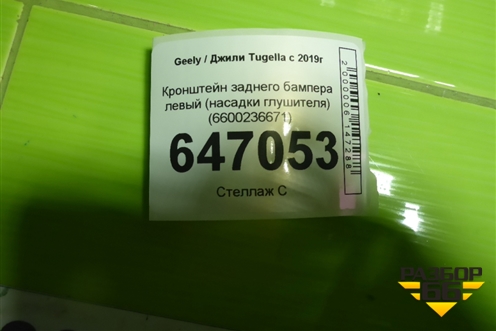 Geely / Джили Tugella с 2019г
Кронштейн заднего бампера
левый (насадки глушителя)
(6600236671)
647053
Стеллаж С
2000006147288
РАЗБОР
66